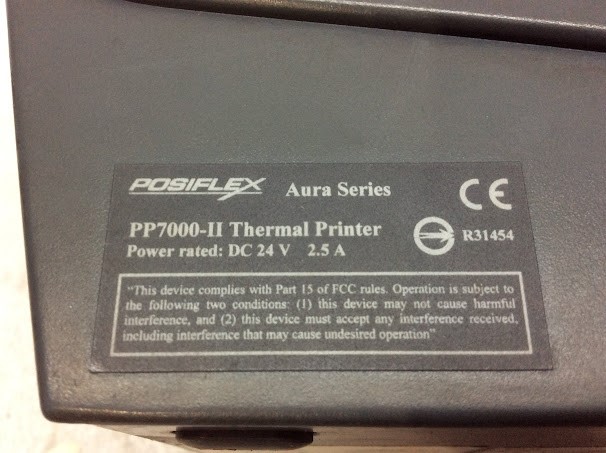 POSIFLEX Aura Series CE
PP7000-II Thermal Printer
R31454
Power rated: DC 24 V 2.5 A
"This device complies with Part 15 of FCC rules. Operation is subject to
the following two conditions: (1) this device may not cause harmful
interference, and (2) this device must accept any interference received,
including interference that may cause undesired operation"